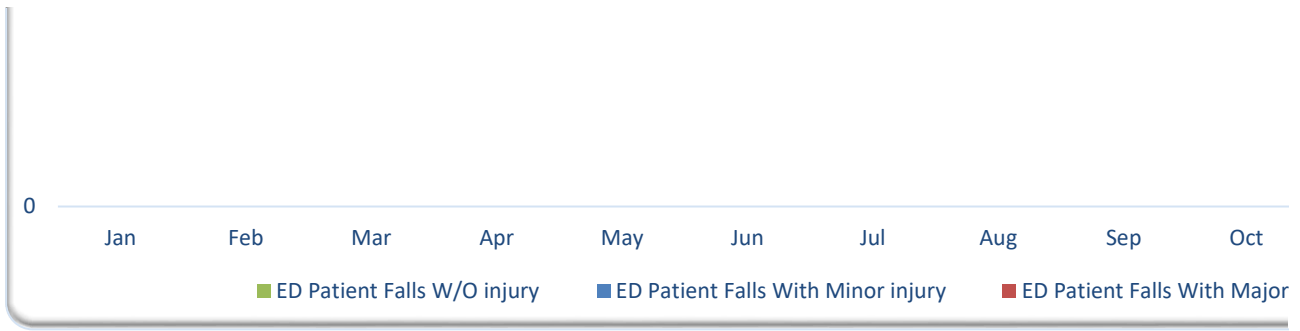 0
Jan Feb Mar Apr May Jun Jul Aug Sep Oct
ED Patient Falls W/O injury ED Patient Falls With Minor injury ED Patient Falls With Major